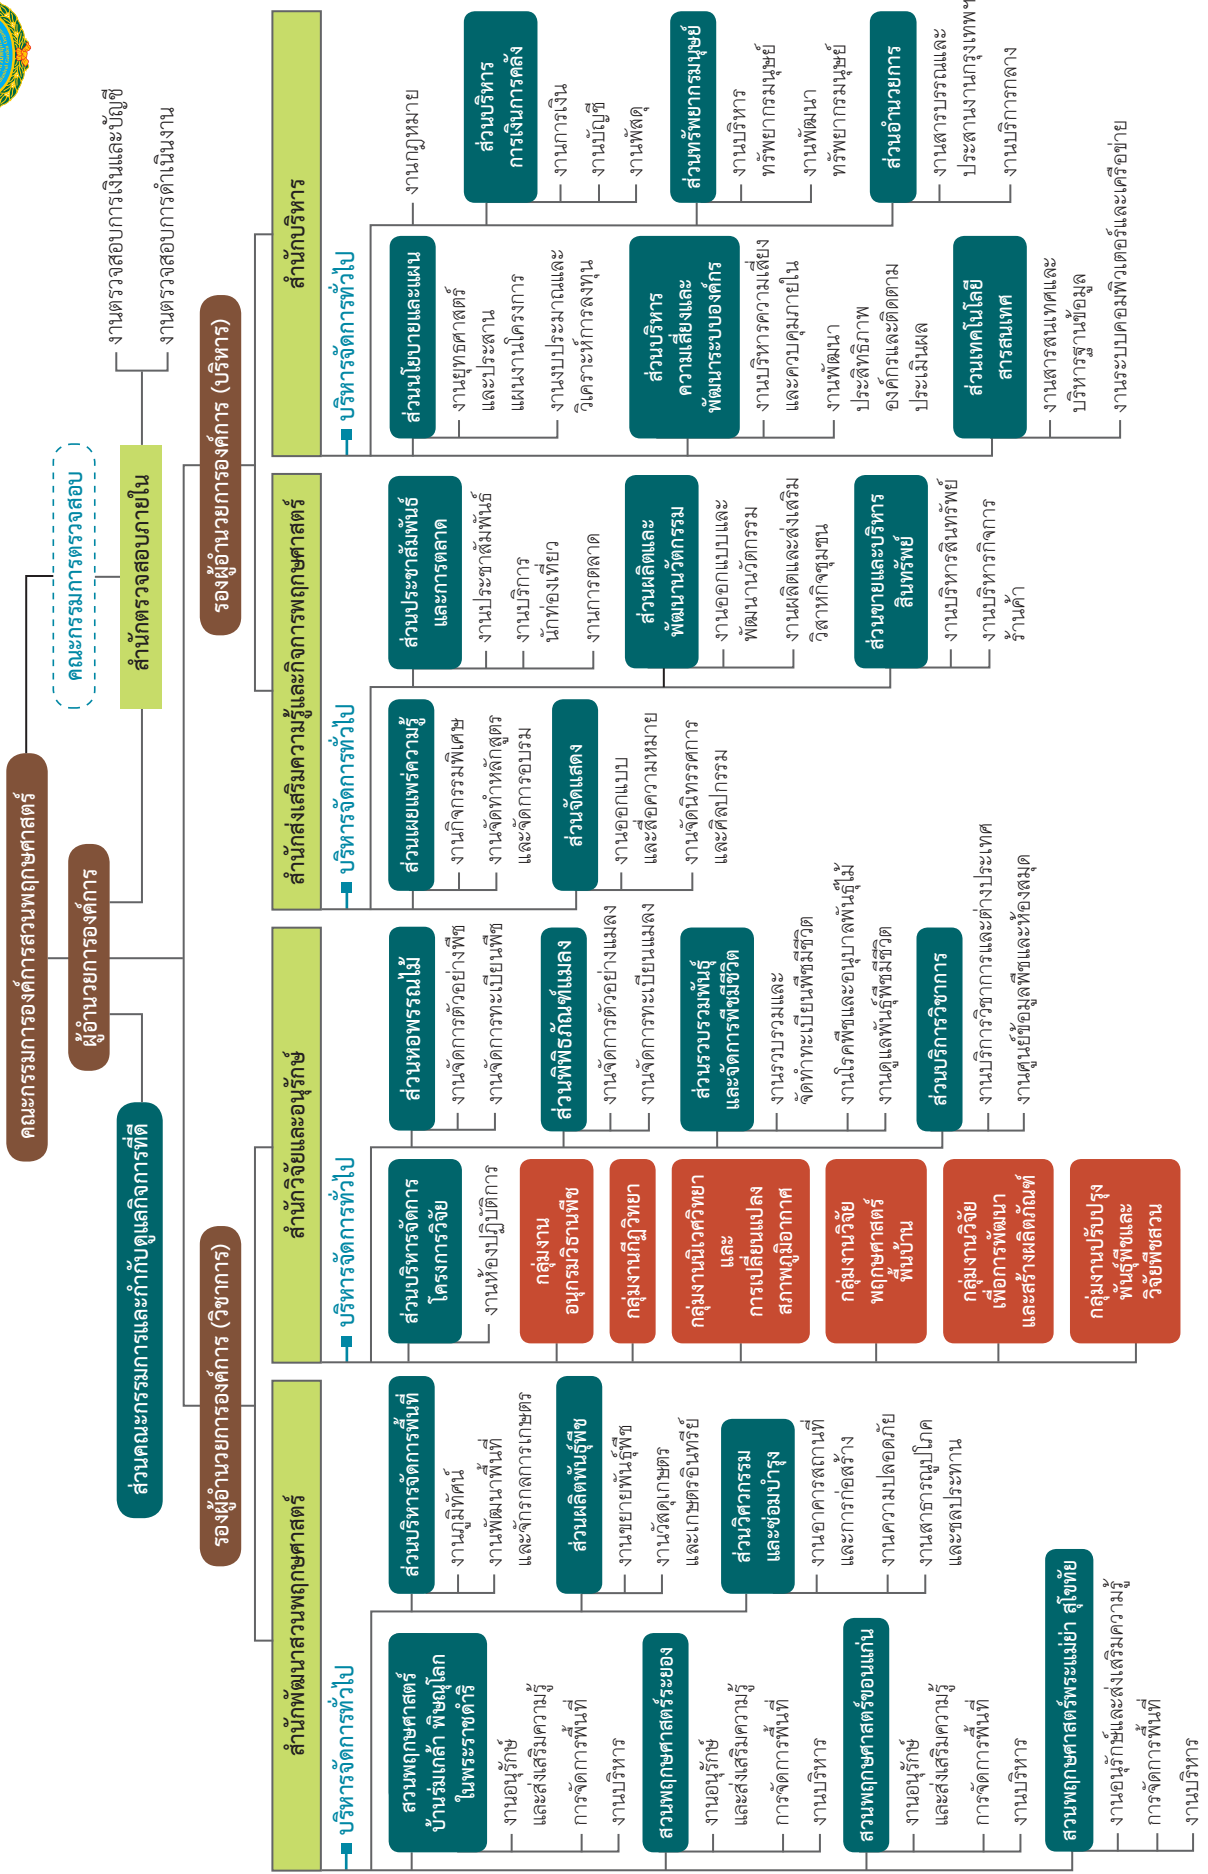 คณะกรรมการองค์การสวนพฤกษศาสตร์
คณะกรรมการตรวจสอบ
ผู้อำนวยการองค์การ
ส่วนคณะกรรมการและกำกับดูแลกิจการที่ดี
สำนักตรวจสอบภายใน
งานตรวจสอบการเงินและบัญชี
งานตรวจสอบการดำเนินงาน
รองผู้อำนวยการองค์การ (วิชาการ)
รองผู้อำนวยการองค์การ (บริหาร)
สำนักพัฒนาสวนพฤกษศาสตร์
บริหารจัดการทั่วไป
สวนพฤกษศาสตร์
บ้านร่มเกล้า พิษณุโลก
ในพระราชดำริ
งานอนุรักษ์
และส่งเสริมความรู้
การจัดการพื้นที่
งานบริหาร
สวนพฤกษศาสตร์ระยอง
งานอนุรักษ์
และส่งเสริมความรู้
การจัดการพื้นที่
งานบริหาร
สวนพฤกษศาสตร์ขอนแก่น
งานอนุรักษ์
และส่งเสริมความรู้
การจัดการพื้นที่
งานบริหาร
สวนพฤกษศาสตร์พระแม่ย่า สุโขทัย
งานอนุรักษ์และส่งเสริมความรู้
การจัดการพื้นที่
งานบริหาร
ส่วนบริหารจัดการพื้นที่
งานภูมิทัศน์
งานพัฒนาพื้นที่
และจักรกลการเกษตร
ส่วนผลิตพันธุ์พืช
งานขยายพันธุ์พืช
งานวัสดุเกษตร
และเกษตรอินทรีย์
ส่วนวิศวกรรม
และซ่อมบำรุง
งานอาคารสถานที่
และการก่อสร้าง
งานความปลอดภัย
งานสาธารณูปโภค
และชลประทาน
สำนักวิจัยและอนุรักษ์
บริหารจัดการทั่วไป
ส่วนบริหารจัดการ
โครงการวิจัย
งานห้องปฏิบัติการ
กลุ่มงาน
อนุกรมวิธานพืช
กลุ่มงานกีฏวิทยา
กลุ่มงานนิเวศวิทยา
และ
การเปลี่ยนแปลง
สภาพภูมิอากาศ
กลุ่มงานวิจัย
พฤกษศาสตร์
พื้นบ้าน
กลุ่มงานวิจัย
เพื่อการพัฒนา
และสร้างผลิตภัณฑ์
กลุ่มงานปรับปรุง
พันธุ์พืชและ
วิจัยพืชสวน
ส่วนหอพรรณไม้
งานจัดการตัวอย่างพืช
งานจัดการทะเบียนพืช
ส่วนพิพิธภัณฑ์แมลง
งานจัดการตัวอย่างแมลง
งานจัดการทะเบียนแมลง
ส่วนรวบรวมพันธุ์
และจัดการพืชมีชีวิต
งานรวบรวมและ
จัดทำทะเบียนพืชมีชีวิต
งานโรคพืชและอนุบาลพันธุ์ไม้
งานดูแลพันธุ์พืชมีชีวิต
ส่วนบริการวิชาการ
งานบริการวิชาการและต่างประเทศ
งานศูนย์ข้อมูลพืชและห้องสมุด
สำนักส่งเสริมความรู้และกิจการพฤกษศาสตร์
บริหารจัดการทั่วไป
ส่วนเผยแพร่ความรู้
งานกิจกรรมพิเศษ
งานจัดทำหลักสูตร
และจัดการอบรม
ส่วนจัดแสดง
งานออกแบบ
และสื่อความหมาย
งานจัดนิทรรศการ
และศิลปกรรม
ส่วนประชาสัมพันธ์
และการตลาด
งานประชาสัมพันธ์
งานบริการ
นักท่องเที่ยว
งานการตลาด
ส่วนผลิตและ
พัฒนานวัตกรรม
งานออกแบบและ
พัฒนานวัตกรรม
งานผลิตและส่งเสริม
วิสาหกิจชุมชน
ส่วนขายและบริหาร
สินทรัพย์
งานบริหารสินทรัพย์
งานบริหารกิจการ
ร้านค้า
สำนักบริหาร
บริหารจัดการทั่วไป
ส่วนนโยบายและแผน
งานยุทธศาสตร์
และประสาน
แผนงานโครงการ
งานงบประมาณและ
วิเคราะห์การลงทุน
ส่วนบริหาร
ความเสี่ยงและ
พัฒนาระบบองค์กร
งานบริหารความเสี่ยง
และควบคุมภายใน
งานพัฒนา
ประสิทธิภาพ
องค์กรและติดตาม
ประเมินผล
ส่วนเทคโนโลยี
สารสนเทศ
งานสารสนเทศและ
บริหารฐานข้อมูล
งานระบบคอมพิวเตอร์และเครือข่าย
งานกฎหมาย
ส่วนบริหาร
การเงินการคลัง
งานการเงิน
งานบัญชี
งานพัสดุ
ส่วนทรัพยากรมนุษย์
งานบริหาร
ทรัพยากรมนุษย์
งานพัฒนา
ทรัพยากรมนุษย์
ส่วนอำนวยการ
งานสารบรรณและ
ประสานงานกรุงเทพฯ
งานบริการกลาง